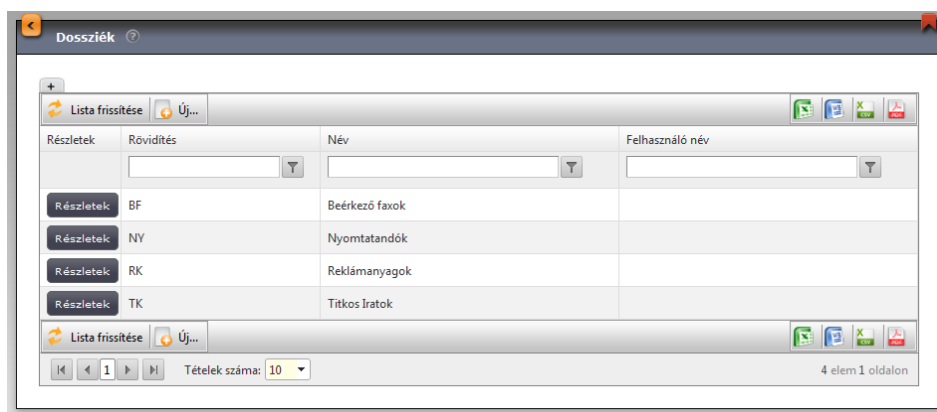 Dossziék ?
+
Lista frissítése Új...
Részletek Rövidítés Név Felhasználó név
Részletek BF Beérkező faxok
Részletek NY Nyomtatandók
Részletek RK Reklámanyagok
Részletek TK Titkos Iratok
Lista frissítése Új...
1 Tételek száma: 10 4 elem 1 oldalon